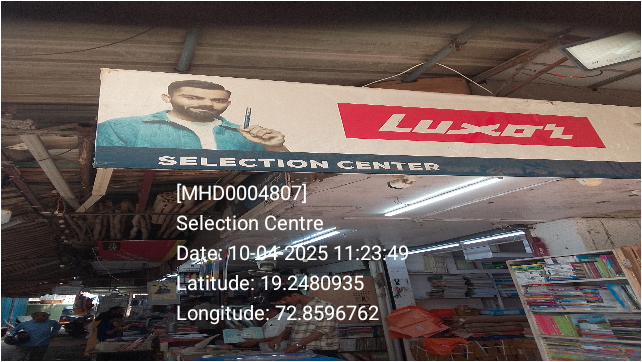 Luxor
SELECTION CENTER
[MHD0004807]
Selection Centre
Date: 10-04-2025 11:23:49
Latitude: 19.2480935
Longitude: 72.8596762